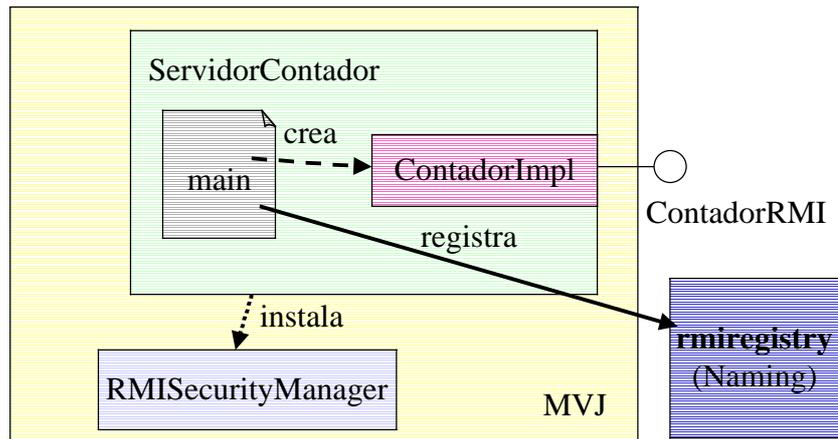 ServidorContador
crea
main
ContadorImpl
ContadorRMI
registra
instala
rmiregistry
(Naming)
RMISecurityManager
MVJ